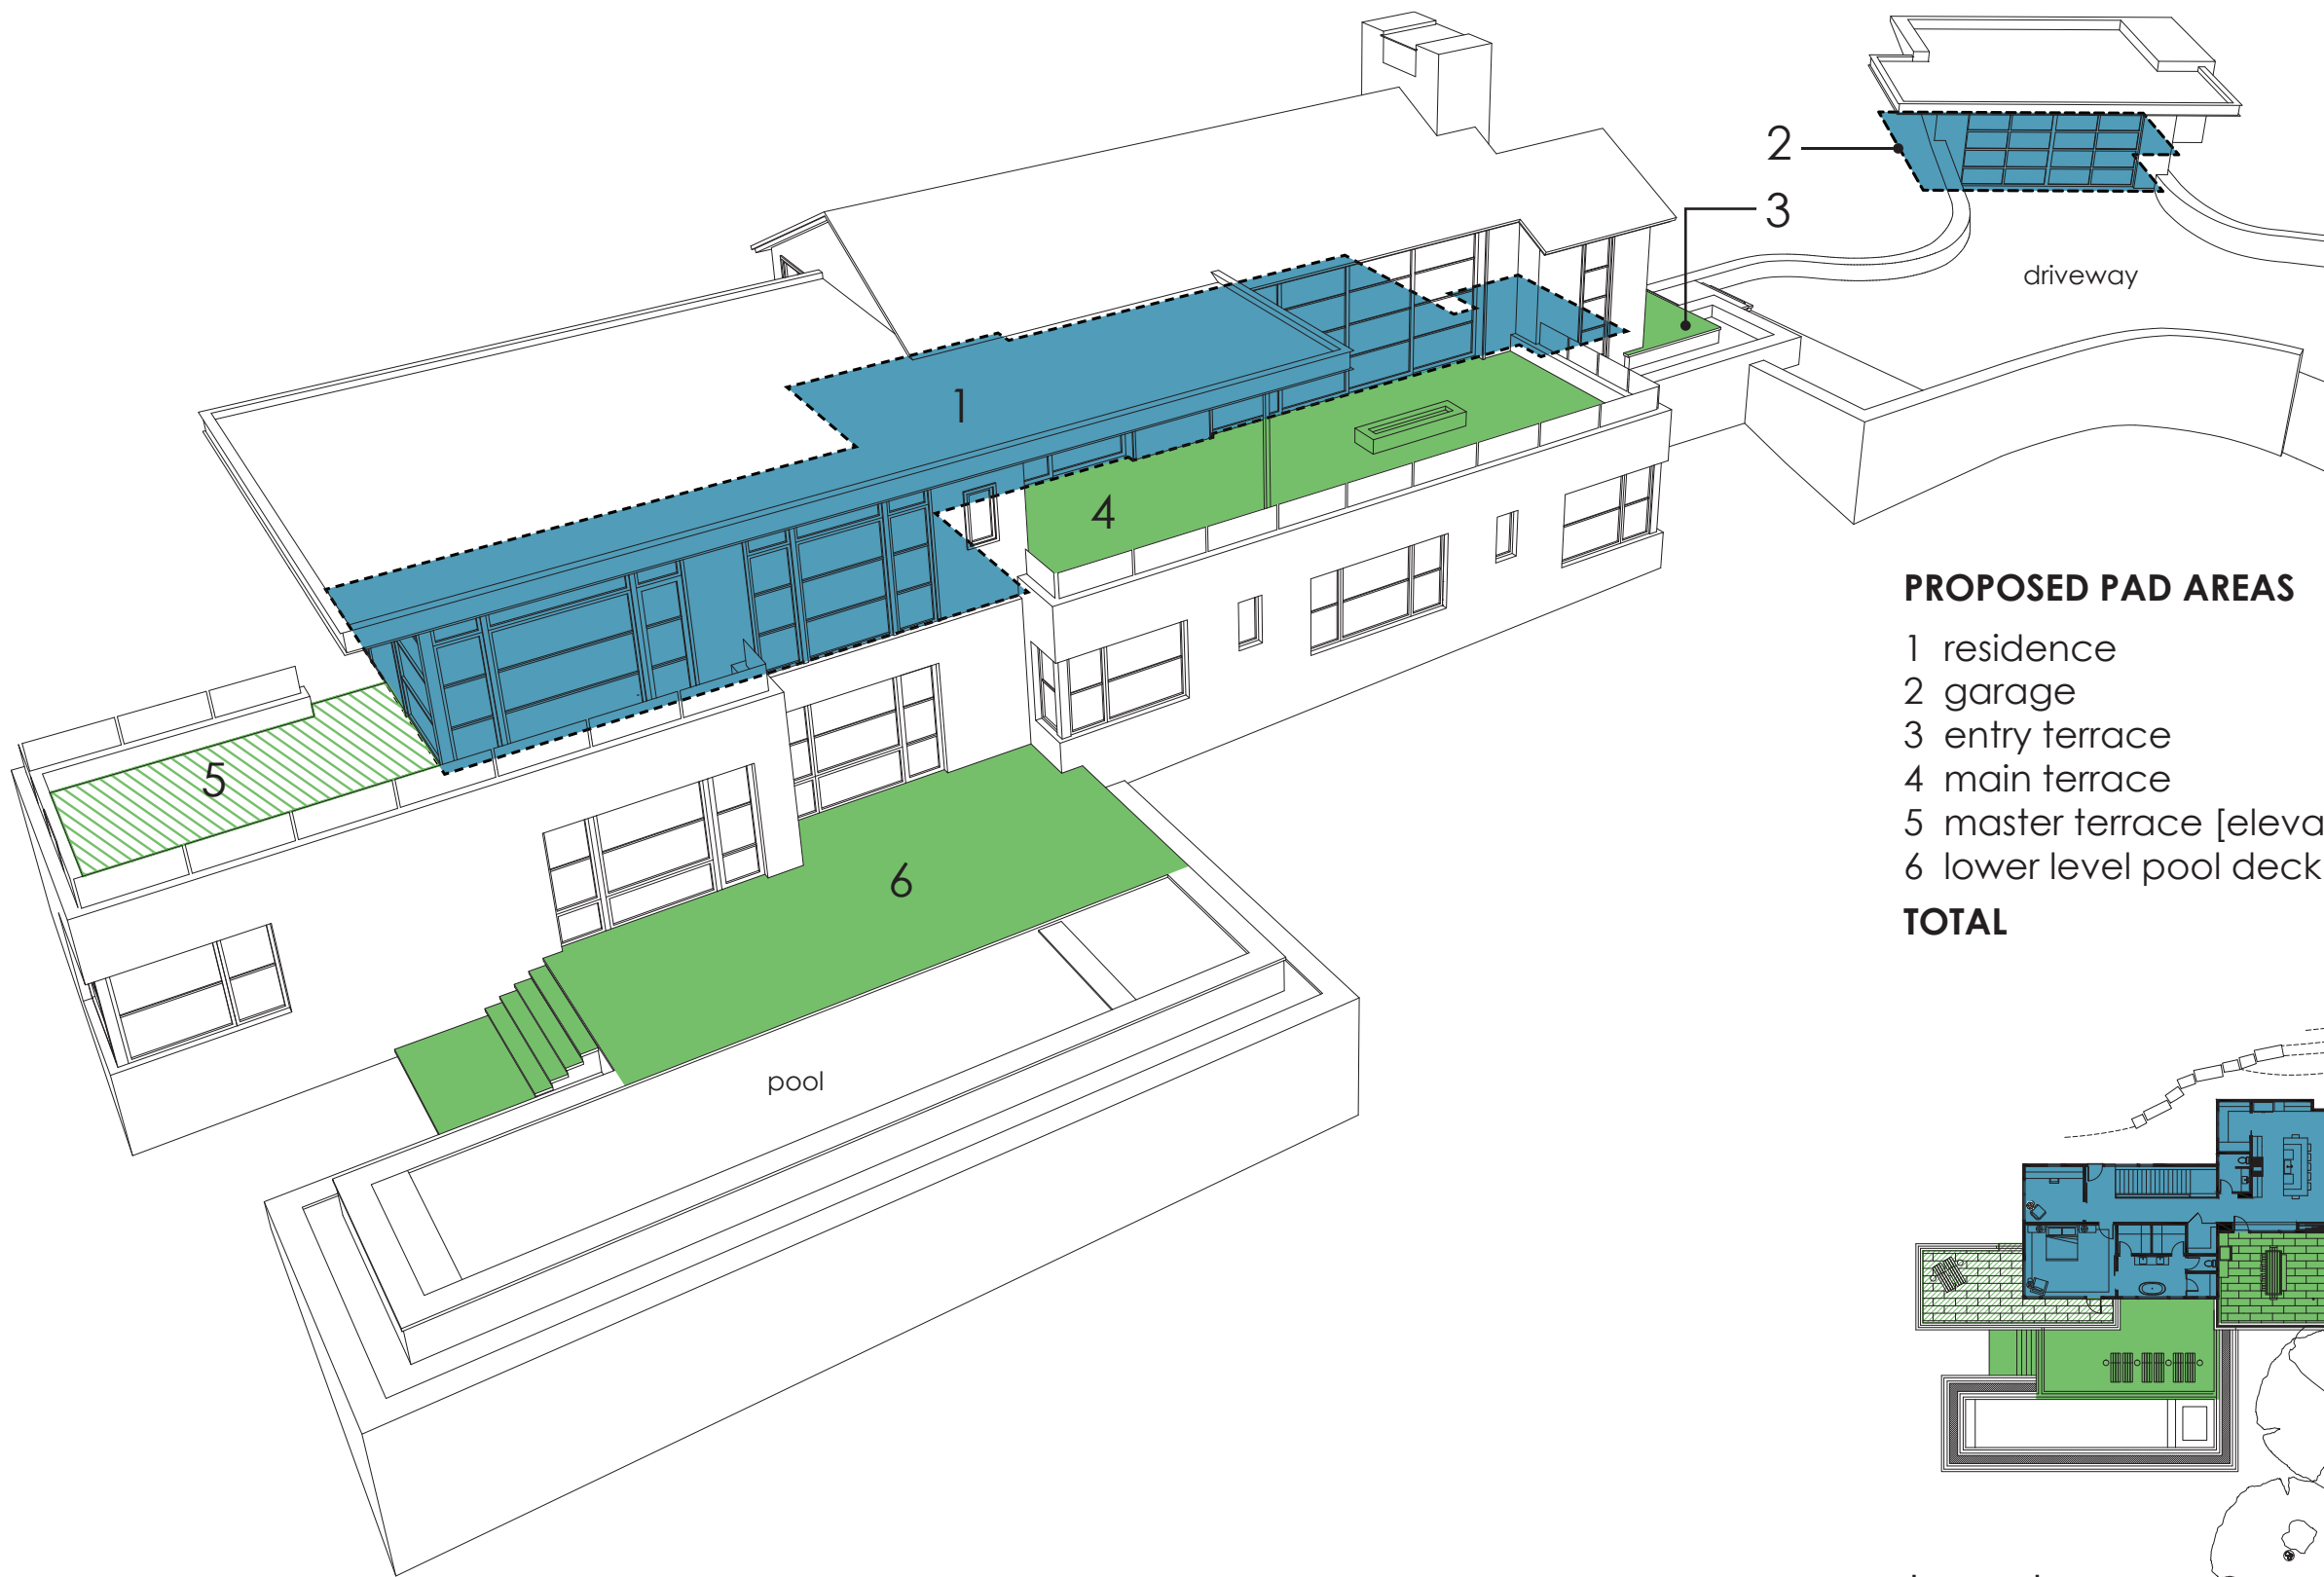 2
3
driveway
1
4
5
6
pool
PROPOSED PAD AREAS
1 residence
2 garage
3 entry terrace
4 main terrace
5 master terrace [eleva
6 lower level pool deck
TOTAL